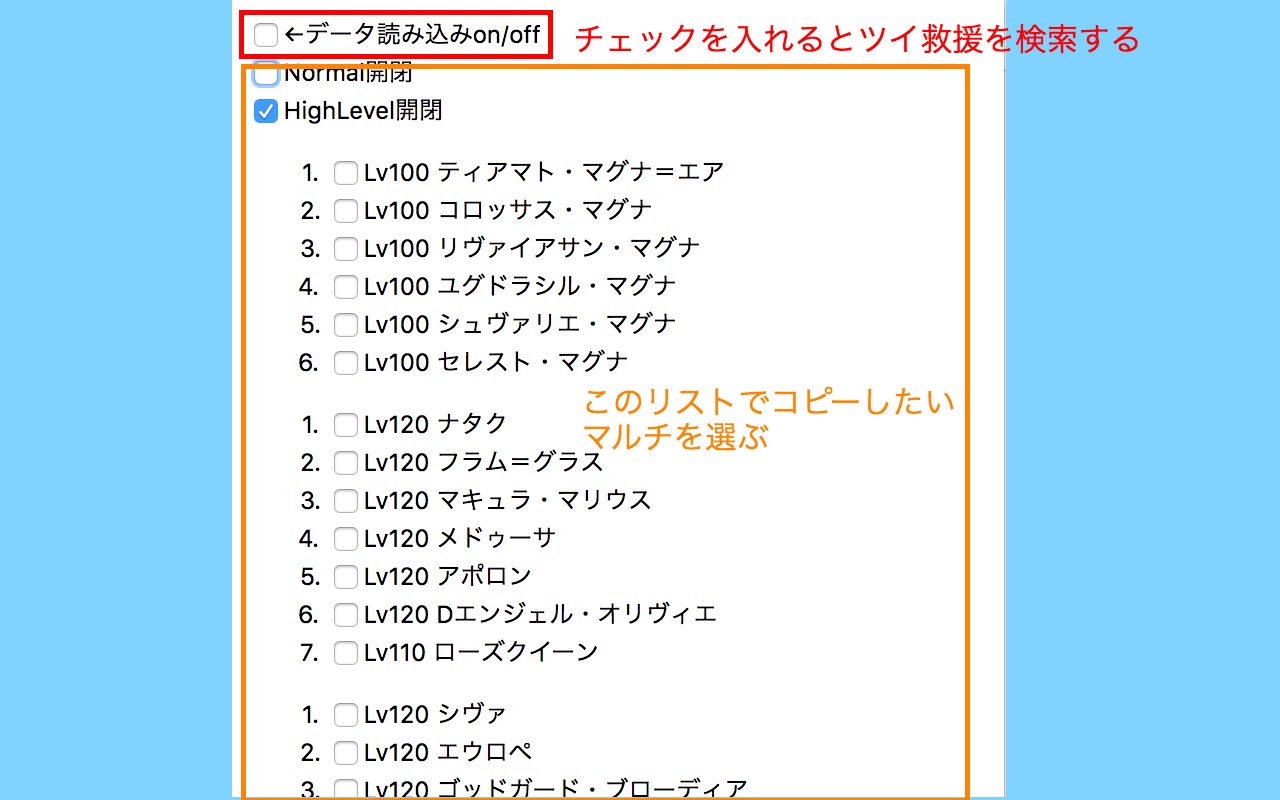 ←データ読み込みon/off
チェックを入れるとツイ救援を検索する
Normal開閉
HighLevel開閉
1. Lv100 ティアマト・マグナ＝エア
2. Lv100 コロッサス・マグナ
3. Lv100 リヴァイアサン・マグナ
4. Lv100 ユグドラシル・マグナ
5. Lv100 シュヴァリエ・マグナ
6. Lv100 セレスト・マグナ
このリストでコピーしたい
マルチを選ぶ
1. Lv120 ナタク
2. Lv120 フラム＝グラス
3. Lv120 マキュラ・マリウス
4. Lv120 メドゥーサ
5. Lv120 アポロン
6. Lv120 Dエンジェル・オリヴィエ
7. Lv110 ローズクイーン
1. Lv120 シヴァ
2. Lv120 エウロペ
3. Lv120 ゴッドガード・ブローディア